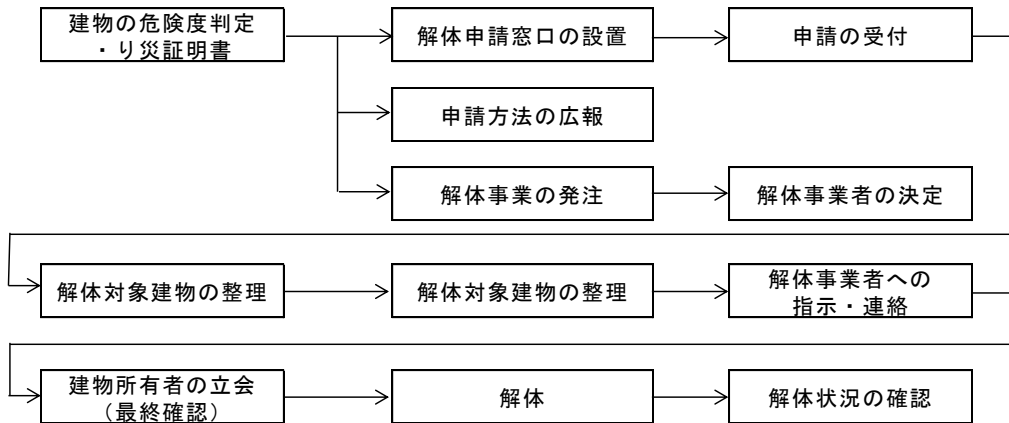 建物の危険度判定
・り災証明書
解体申請窓口の設置
申請の受付
申請方法の広報
解体事業の発注
解体事業者の決定
解体対象建物の整理
解体対象建物の整理
解体事業者への
指示・連絡
建物所有者の立会
（最終確認）
解体
解体状況の確認